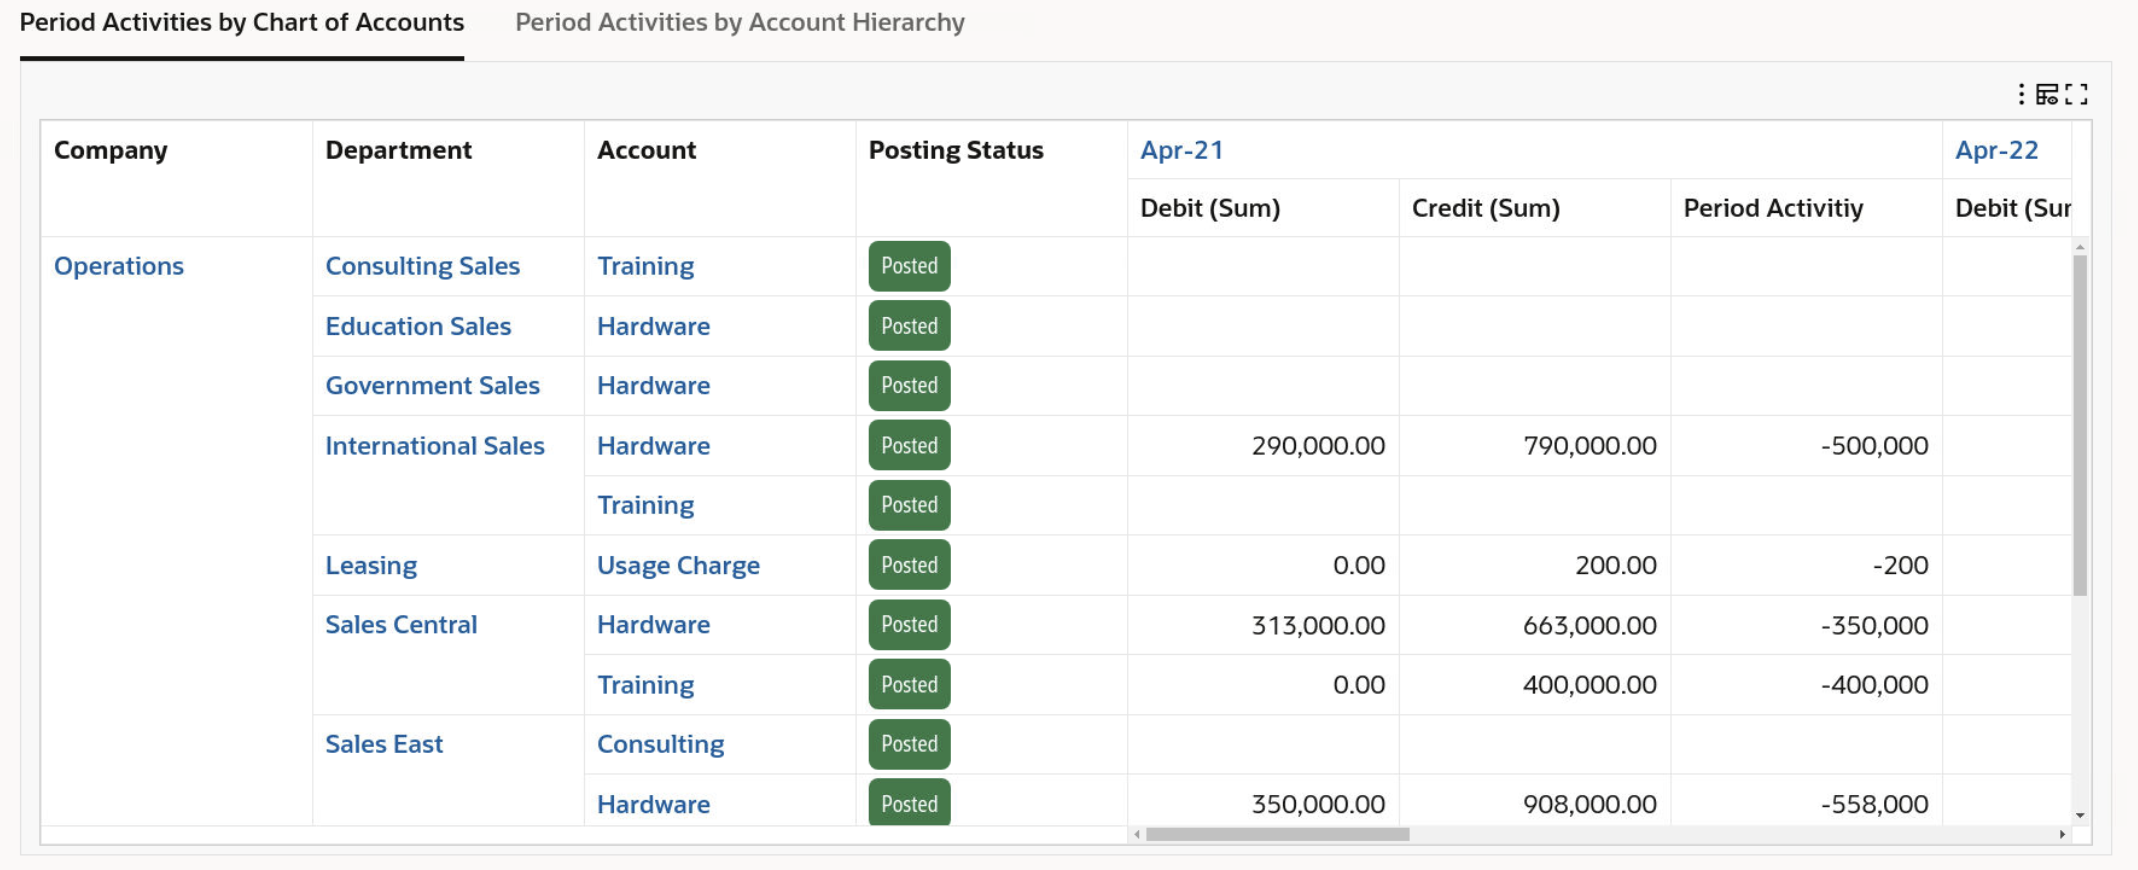 Period Activities by Chart of Accounts Period Activities by Account Hierarchy
Company Department Account Posting Status Apr-21 Apr-22
Debit (Sum) Credit (Sum) Period Activitiy Debit (Sur
Operations Consulting Sales Training Posted
Education Sales Hardware Posted
Government Sales Hardware Posted
International Sales Hardware Posted 290,000.00 790,000.00 -500,000
Training Posted
Leasing Usage Charge Posted 0.00 200.00 -200
Sales Central Hardware Posted 313,000.00 663,000.00 -350,000
Training Posted 0.00 400,000.00 -400,000
Sales East Consulting Posted
Hardware Posted 350,000.00 908,000.00 -558,000